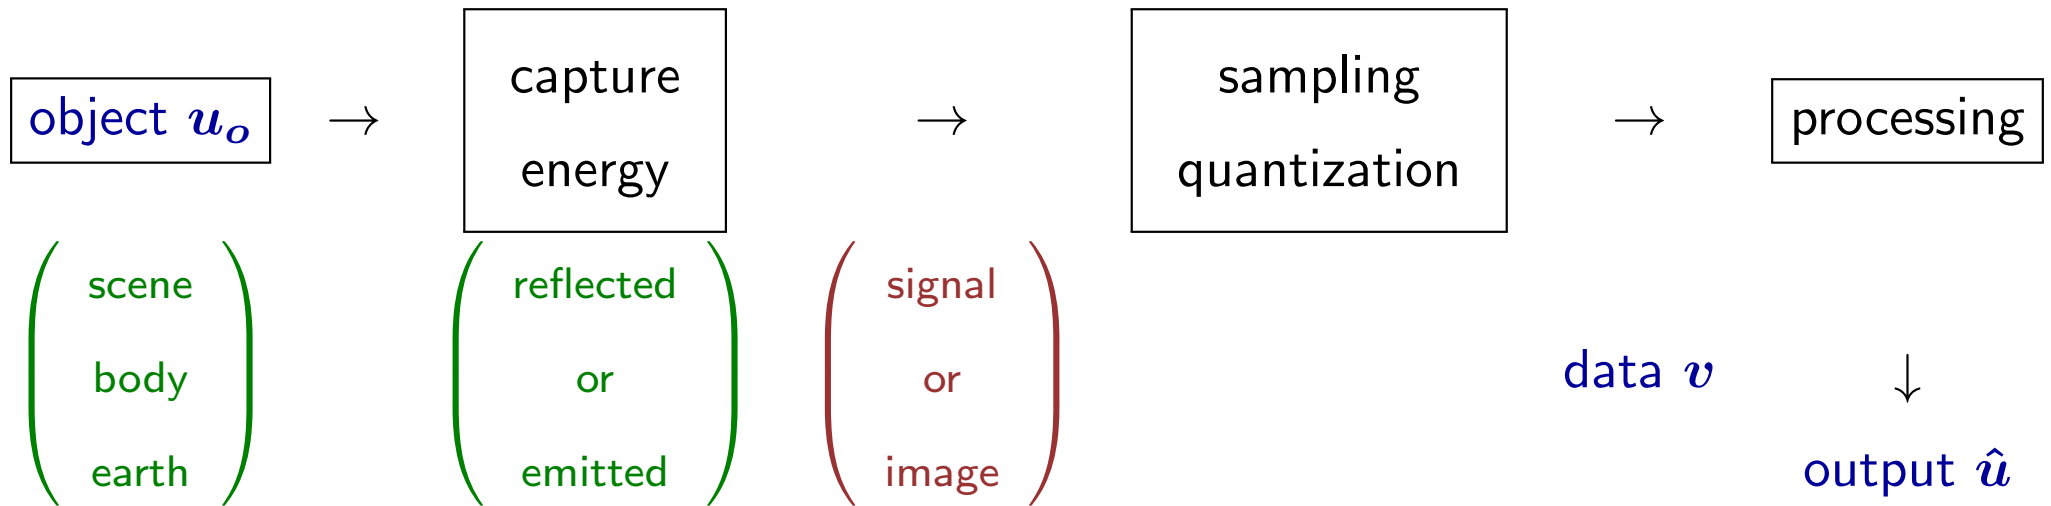 object u_o → capture energy → sampling quantization → processing
scene
body
earth
reflected
or
emitted
signal
or
image
data v
↓
output û